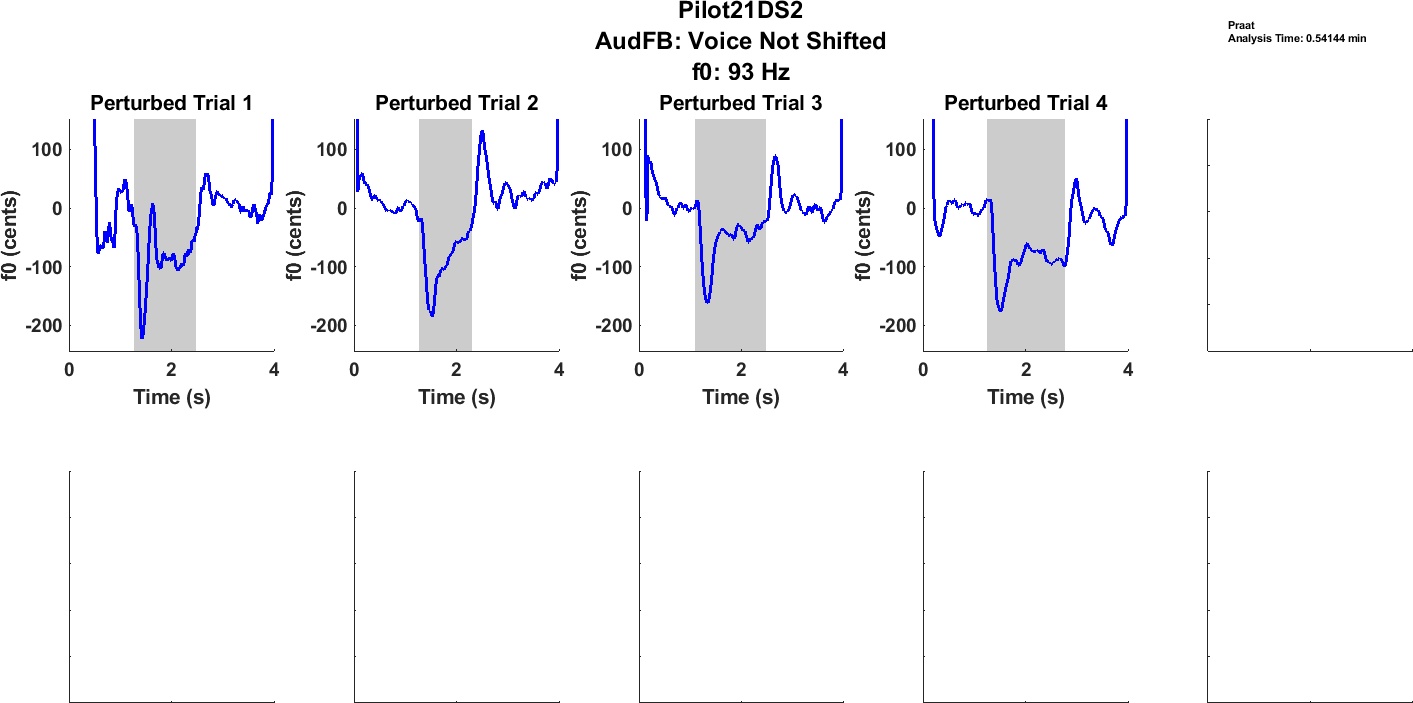 Pilot21DS2
AudFB: Voice Not Shifted
f0: 93 Hz
Praat
Analysis Time: 0.54144 min
Perturbed Trial 1
100
0
-100
-200
f0 (cents)
0 2 4
Time (s)
Perturbed Trial 2
100
0
-100
-200
f0 (cents)
0 2 4
Time (s)
Perturbed Trial 3
100
0
-100
-200
f0 (cents)
0 2 4
Time (s)
Perturbed Trial 4
100
0
-100
-200
f0 (cents)
0 2 4
Time (s)